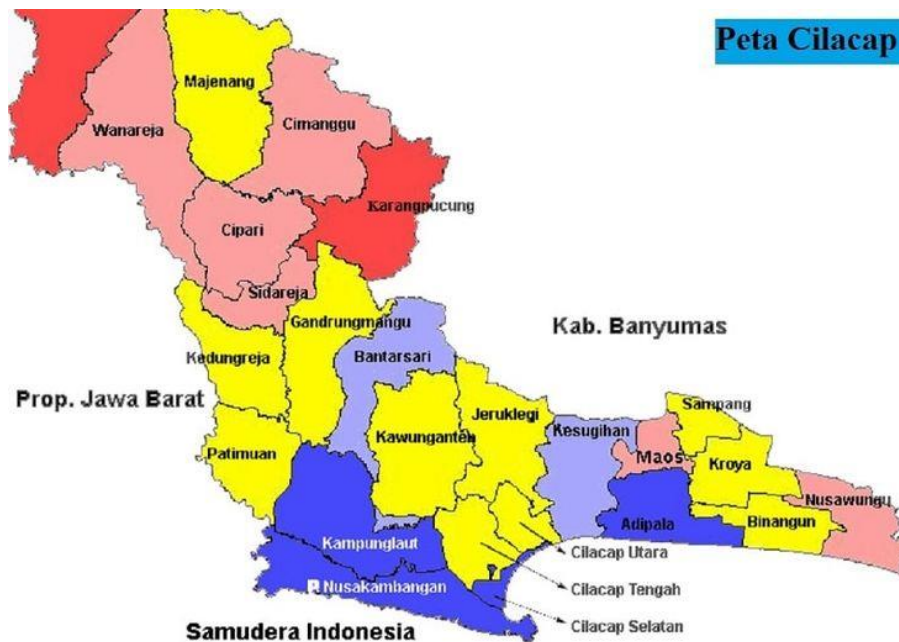 Peta Cilacap
Majenang
Wanareja
Cimanggu
Karangpucung
Cipari
Sidareja
Gandrungmangu
Kab. Banyumas
Kedungreja
Bantarsari
Prop. Jawa Barat
Jeruklegi
Sampang
Kesugihan
Kawunganten
Patimuan
Maos
Kroya
Nusawungu
Adipala
Binangun
Kampunglaut
Cilacap Utara
P. Nusakambangan
Cilacap Tengah
Cilacap Selatan
Samudera Indonesia